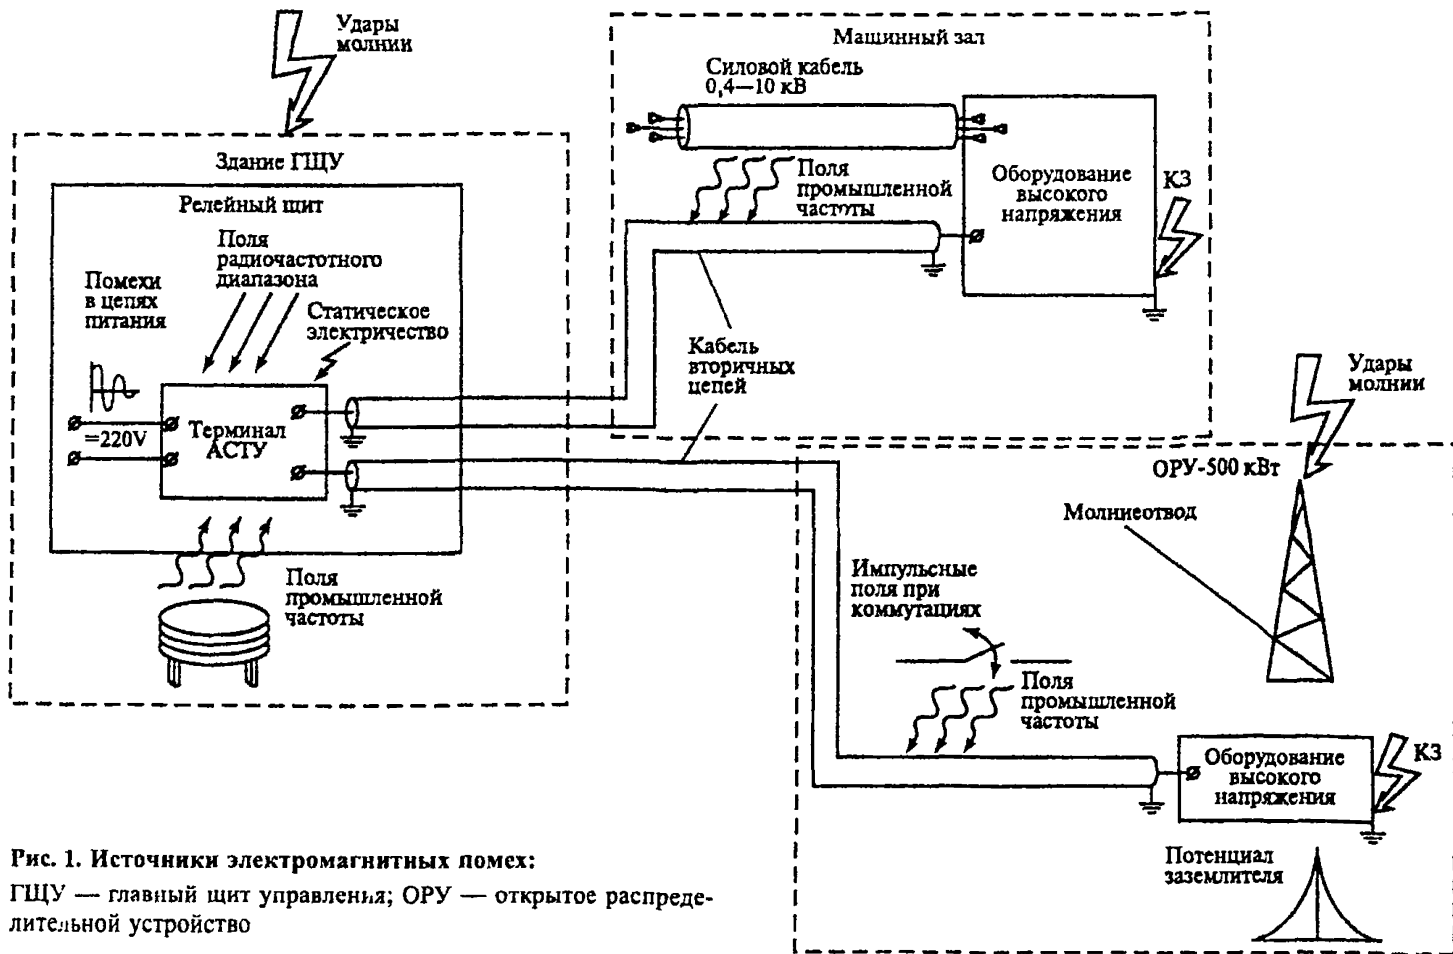 Удары
молнии
Здание ГЩУ
Релейный щит
Поля
радиочастотного
диапазона
Помехи
в цепях
питания
Статическое
электричество
=220V
Терминал
АСТУ
Поля
промышленной
частоты
Машинный зал
Силовой кабель
0,4—10 кВ
Поля
промышленной
частоты
Оборудование
высокого
напряжения
КЗ
Кабель
вторичных
цепей
Удары
молнии
ОРУ-500 кВт
Молниеотвод
Импульсные
поля при
коммутациях
Поля
промышленной
частоты
Оборудование
высокого
напряжения
КЗ
Потенциал
заземлителя
Рис. 1. Источники электромагнитных помех:
ГЩУ — главный щит управленья; ОРУ — открытое распреде-
лительной устройство